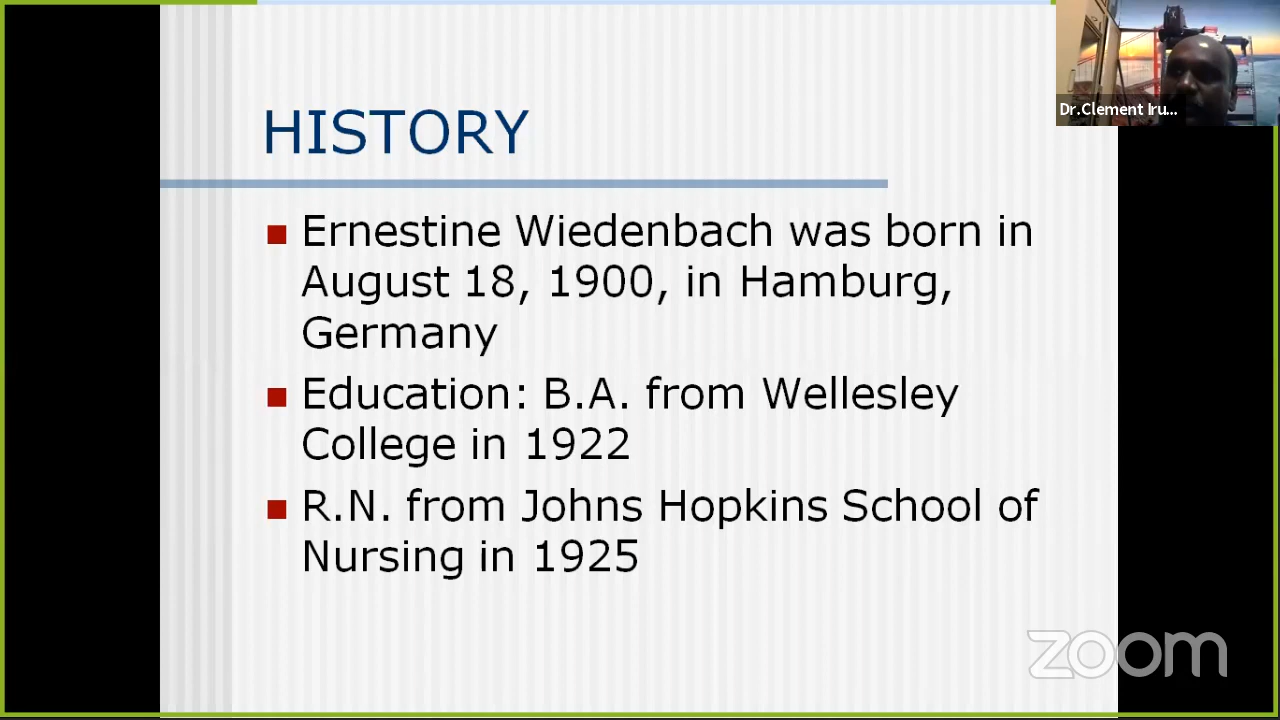 Dr.Clement Iru...
HISTORY
Ernestine Wiedenbach was born in
August 18, 1900, in Hamburg,
Germany
Education: B.A. from Wellesley
College in 1922
R.N. from Johns Hopkins School of
Nursing in 1925
zoom